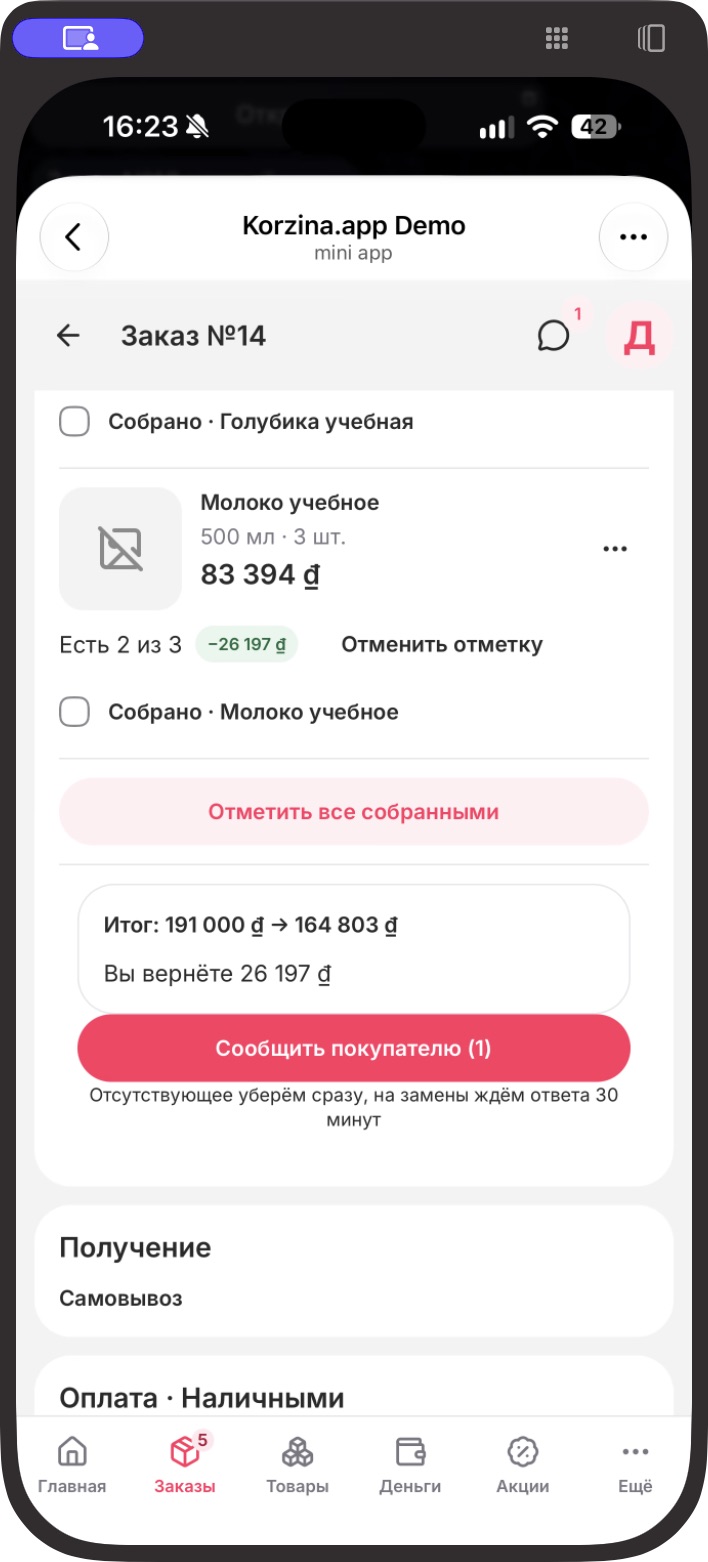 16:23
42
Korzina.app Demo
mini app
Заказ №14
1
Д
Собрано · Голубика учебная
Молоко учебное
500 мл · 3 шт.
83 394 ₫
Есть 2 из 3
−26 197 ₫
Отменить отметку
Собрано · Молоко учебное
Отметить все собранными
Итог: 191 000 ₫ → 164 803 ₫
Вы вернёте 26 197 ₫
Сообщить покупателю (1)
Отсутствующее уберём сразу, на замены ждём ответа 30
минут
Получение
Самовывоз
Оплата · Наличными
5
Главная
Заказы
Товары
Деньги
Акции
Ещё